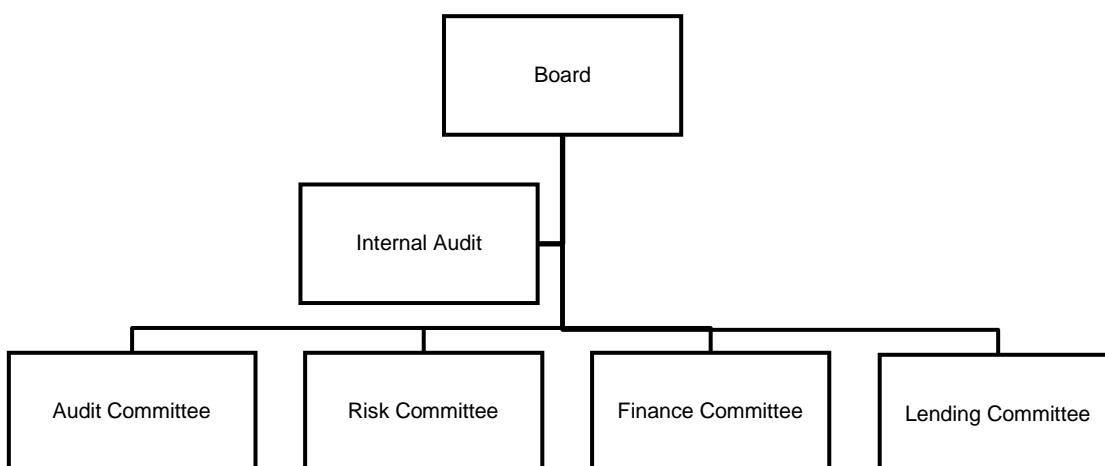 Board
Internal Audit
Audit Committee
Risk Committee
Finance Committee
Lending Committee